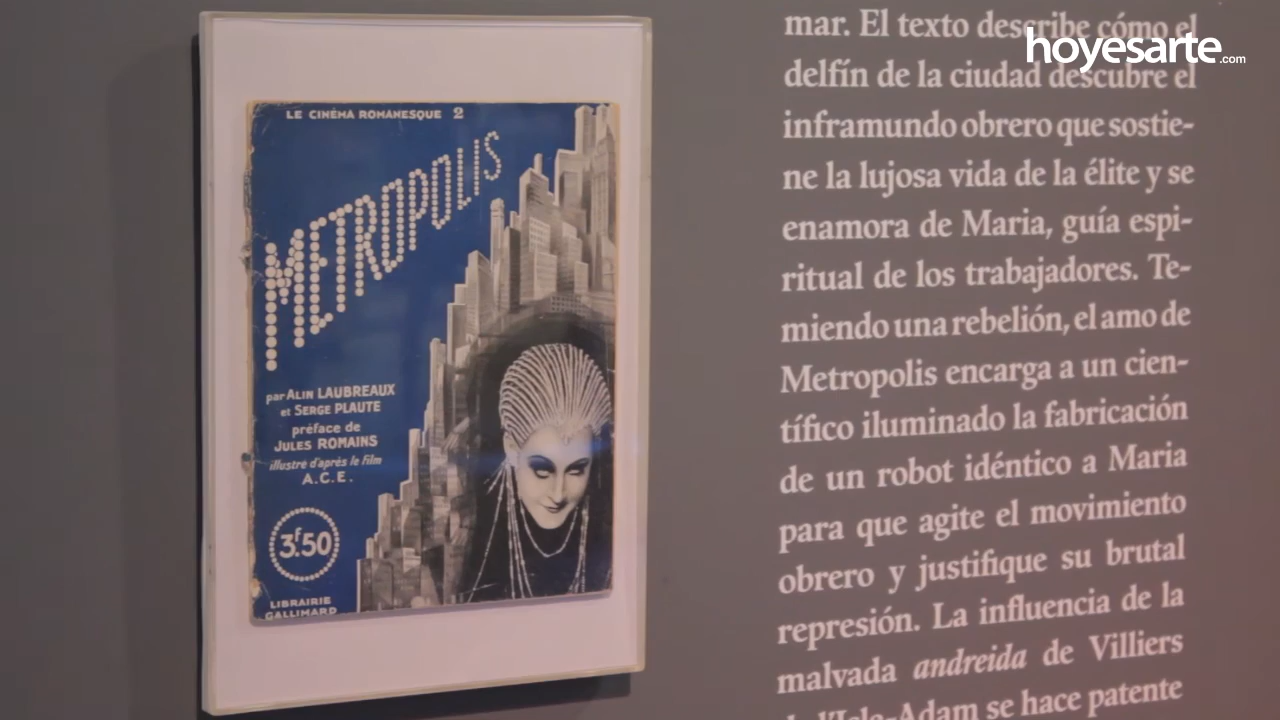 LE CINÉMA ROMANESQUE 2
METROPOLIS
par ALIN LAUBREAUX
et SERGE PLAUTE
préface de
JULES ROMAINS
illustré d'après le film
A.C.E.
3f.50
LIBRAIRIE
GALLIMARD
hoyesarte.com
mar. El texto describe cómo el
delfín de la ciudad descubre el
inframundo obrero que sostie-
ne la lujosa vida de la élite y se
enamora de Maria, guía espi-
ritual de los trabajadores. Te-
miendo una rebelión, el amo de
Metropolis encarga a un cien-
tífico iluminado la fabricación
de un robot idéntico a Maria
para que agite el movimiento
obrero y justifique su brutal
represión. La influencia de la
malvada andreida de Villiers
de l'Isle-Adam se hace patente